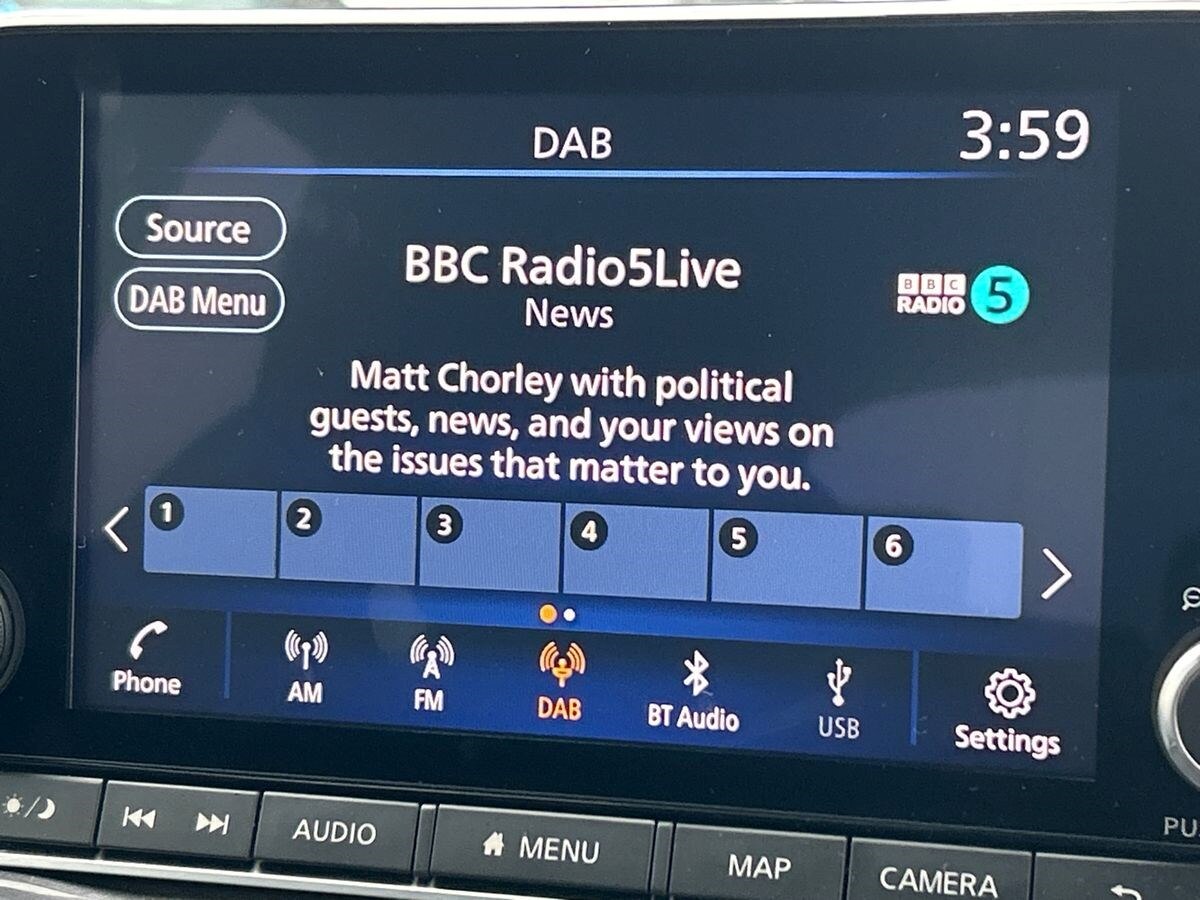 DAB
3:59
Source
DAB Menu
BBC Radio5Live
News
BBC
RADIO 5
Matt Chorley with political
guests, news, and your views on
the issues that matter to you.
1 2 3 4 5 6
Phone AM FM DAB BT Audio USB Settings
AUDIO MENU MAP CAMERA
PU